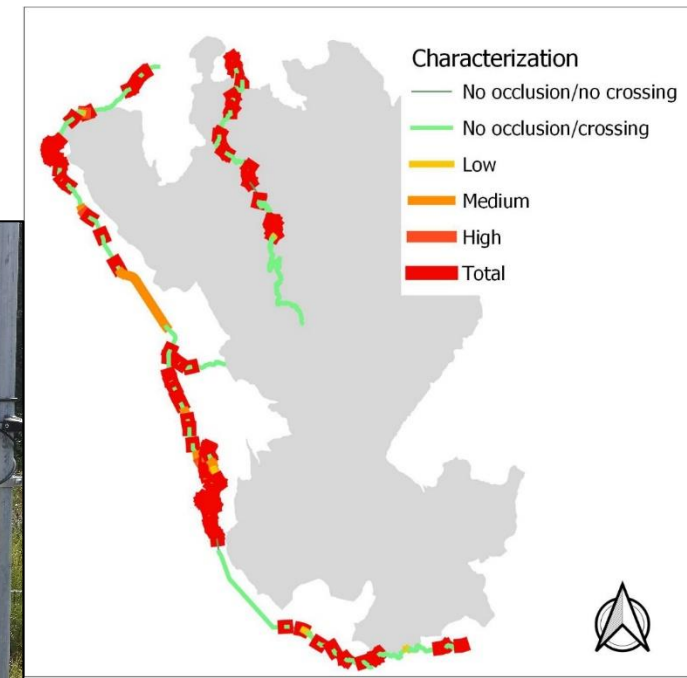 Characterization
No occlusion/no crossing
No occlusion/crossing
Low
Medium
High
Total